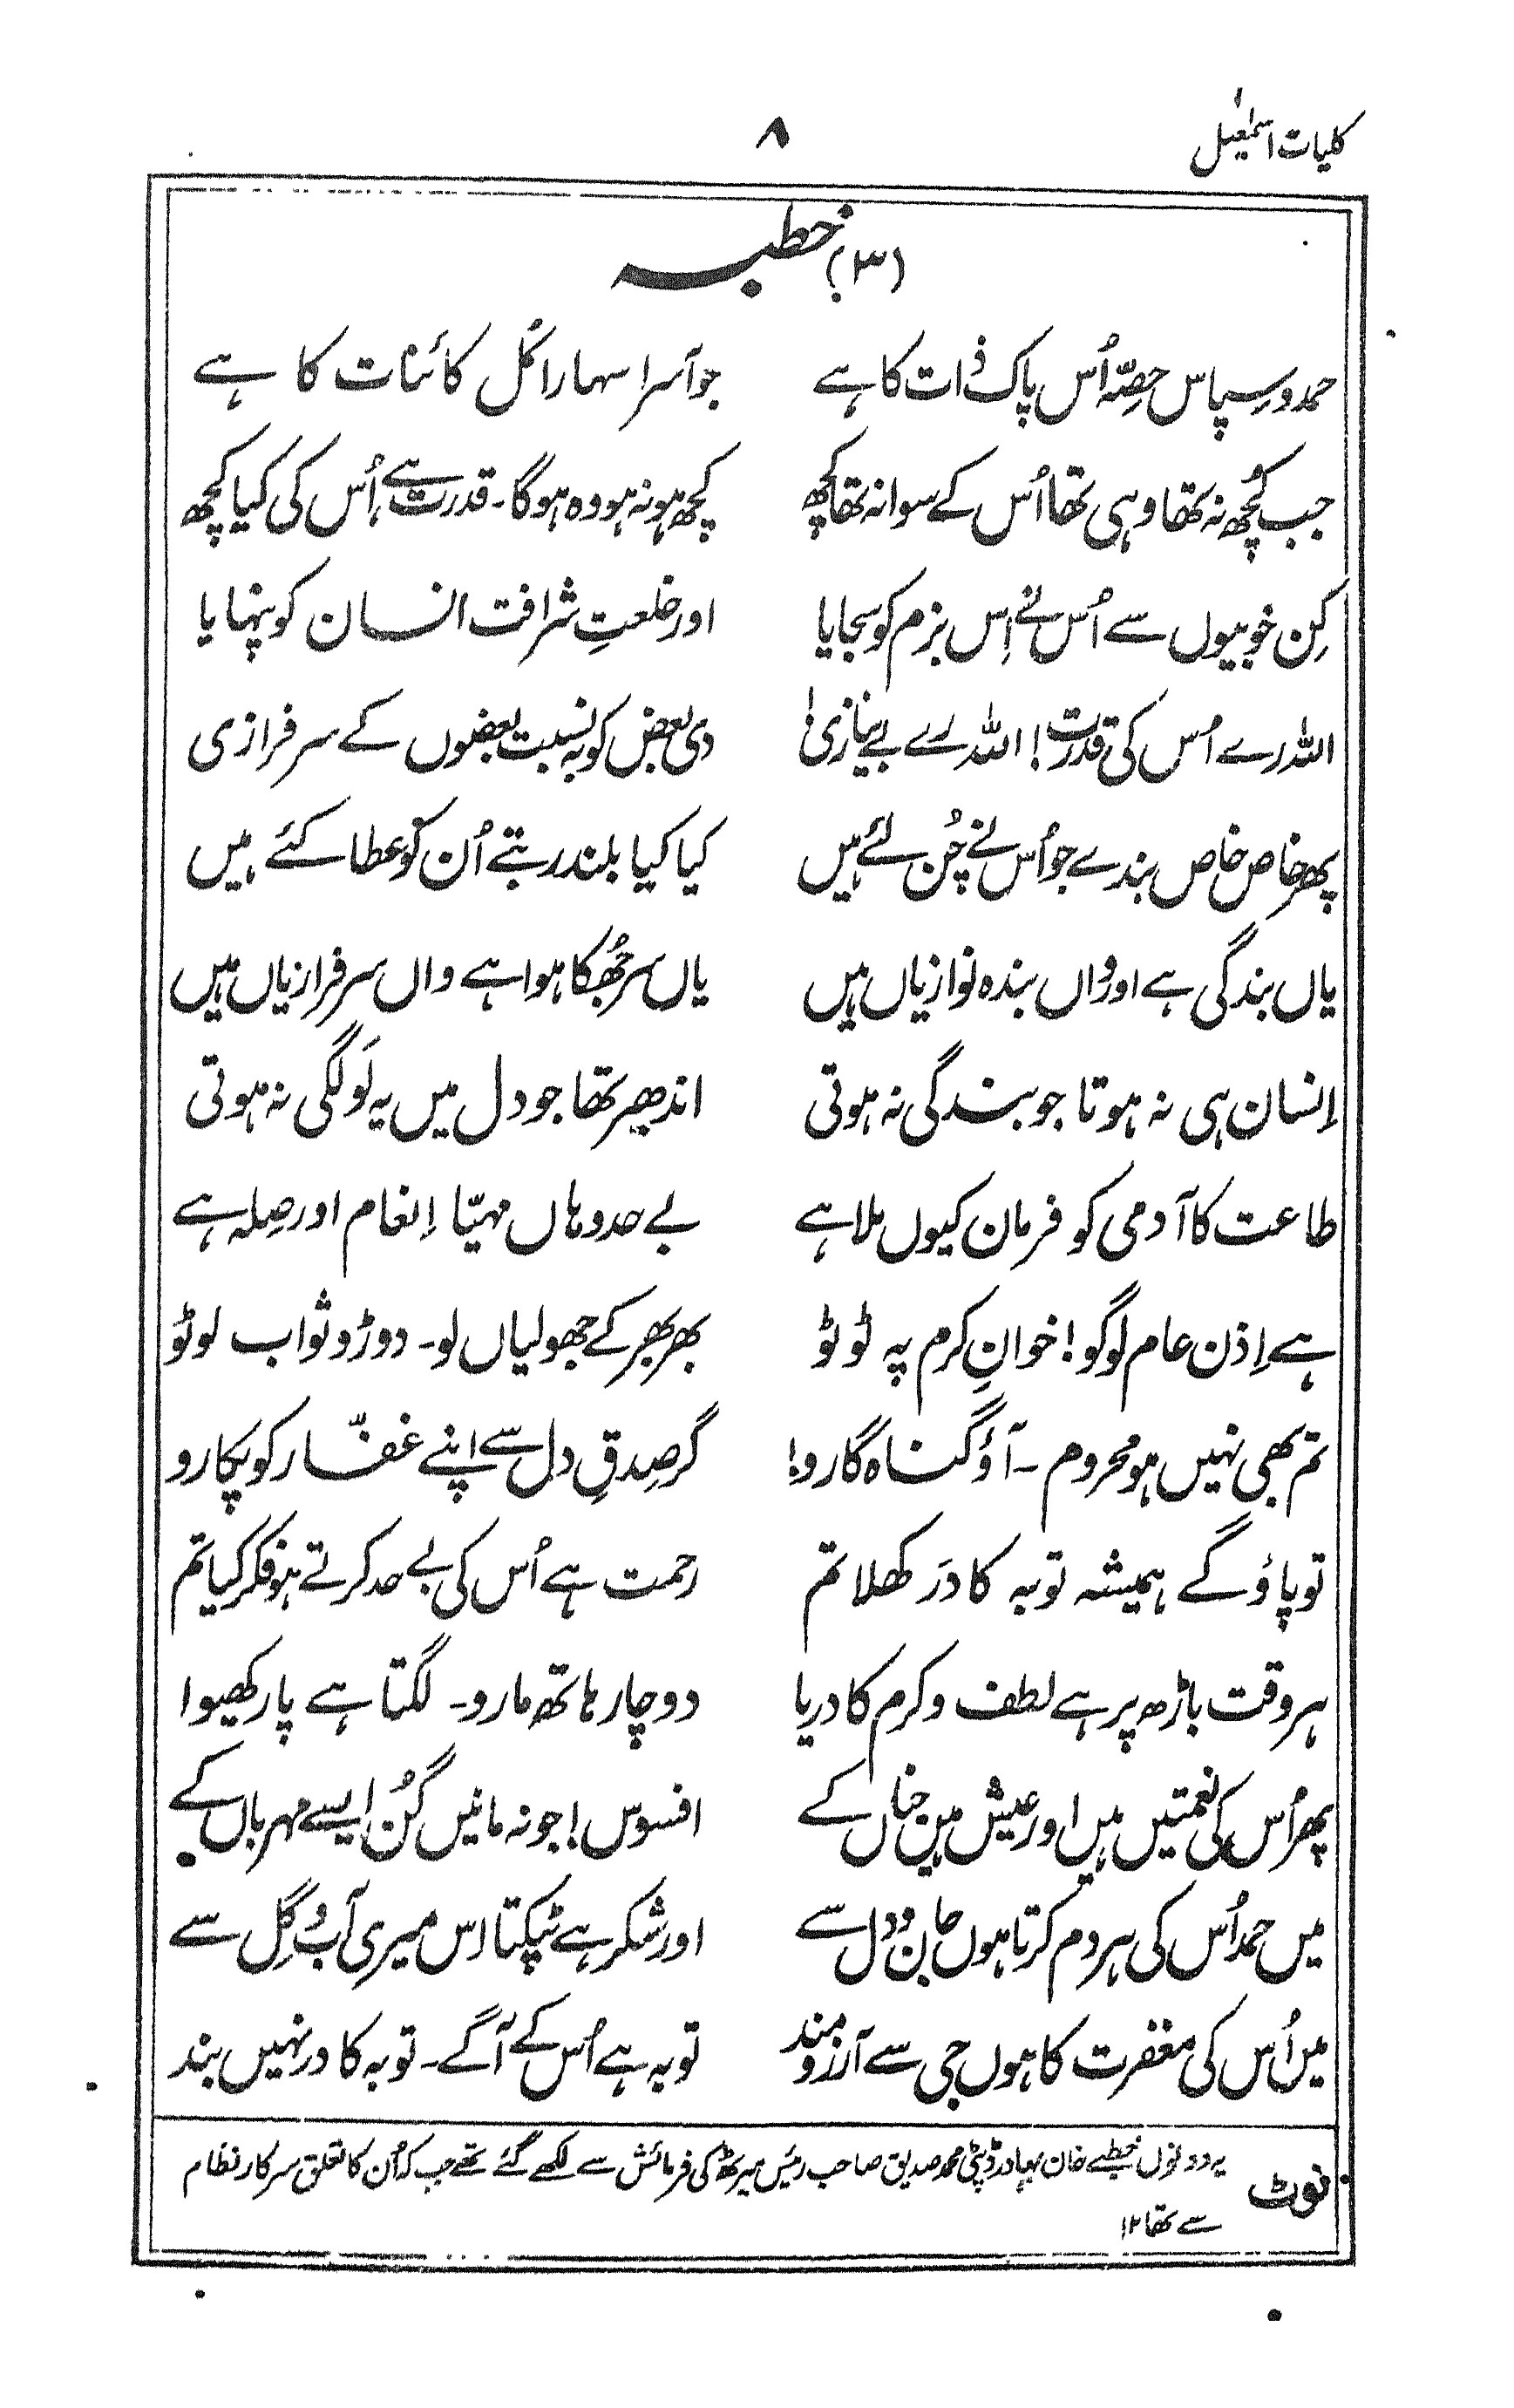 کلیات اسمٰعیل
۸
(۳) خطبہ
حمد و سپاس حصّہ اُس پاک ذات کا ہے جو آسرا سہارا کُل کائنات کا ہے
جب کُچھ نہ تھا وہی تھا اُس کے سوا نہ تھا کچھ کچھ ہو نہ ہو وہ ہوگا۔ قدرت ہے اُس کی کیا کچھ
کِن خوبیوں سے اُس نے اِس بزم کو سجایا اور خلعتِ شرافت انسان کو پنہایا
اللہ رے اُس کی قدرت! اللہ رے بے نیازی! دی بعض کو بہ نسبت بعضوں کے سرفرازی
پھر خاص خاص بندے جو اُس نے چُن لئے ہیں کیا کیا بلند رتبے اُن کو عطا کئے ہیں
یاں بندگی ہے اور واں بندہ نوازیاں ہیں یاں سر جُھکا ہوا ہے واں سرفرازیاں ہیں
اِنسان ہی نہ ہوتا جو بندگی نہ ہوتی اندھیر تھا جو دل میں یہ لَو لگی نہ ہوتی
طاعت کا آدمی کو فرمان کیوں ملا ہے بے حد وہاں مہیّا اِنعام اور صِلہ ہے
ہے اِذن عام لوگو! خوانِ کرم پہ ٹوٹو بھر بھر کے جھولیاں لو۔ دوڑو ثواب لوٹو
تم بھی نہیں ہو محروم۔ آؤ گناہ گارو! گر صِدقِ دل سے اپنے غفّار کو پکارو
تو پاؤ گے ہمیشہ توبہ کا دَر کھلا تم رحمت ہے اُس کی بے حد کرتے ہو فکر کیا تم
ہر وقت باڑھ پر ہے لطف و کرم کا دریا دو چار ہاتھ مارو۔ لگتا ہے پار کھیوا
پھر اُس کی نعمتیں ہیں اور عیش ہیں جناں کے افسوس! جو نہ مانیں گُن ایسے مہرباں کے
میں حمد اُس کی ہر دم کرتا ہوں جان و دل سے اور شکر ہے ٹپکتا اس میری آب و گِل سے
میں اُس کی مغفرت کا ہوں جی سے آرزومند توبہ ہے اُس کے آگے۔ توبہ کا در نہیں بند
نوٹ یہ دونوں خطبے خان بہادر ڈپٹی محمد صدیق صاحب رئیس میرٹھ کی فرمائش سے لکھے گئے تھے جب کہ اُن کا تعلق سرکار نظام
سے تھا ۱۲